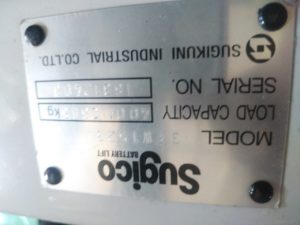 Sugico
BATTERY LIFT
MODEL
LOAD CAPACITY kg
SERIAL NO.
SUGIKUNI INDUSTRIAL CO.LTD.